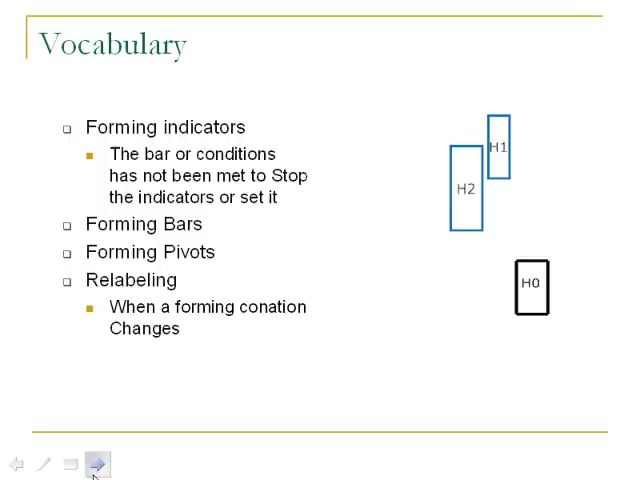 Vocabulary
Forming indicators
The bar or conditions
has not been met to Stop
the indicators or set it
Forming Bars
Forming Pivots
Relabeling
When a forming conation
Changes
H1
H2
H0